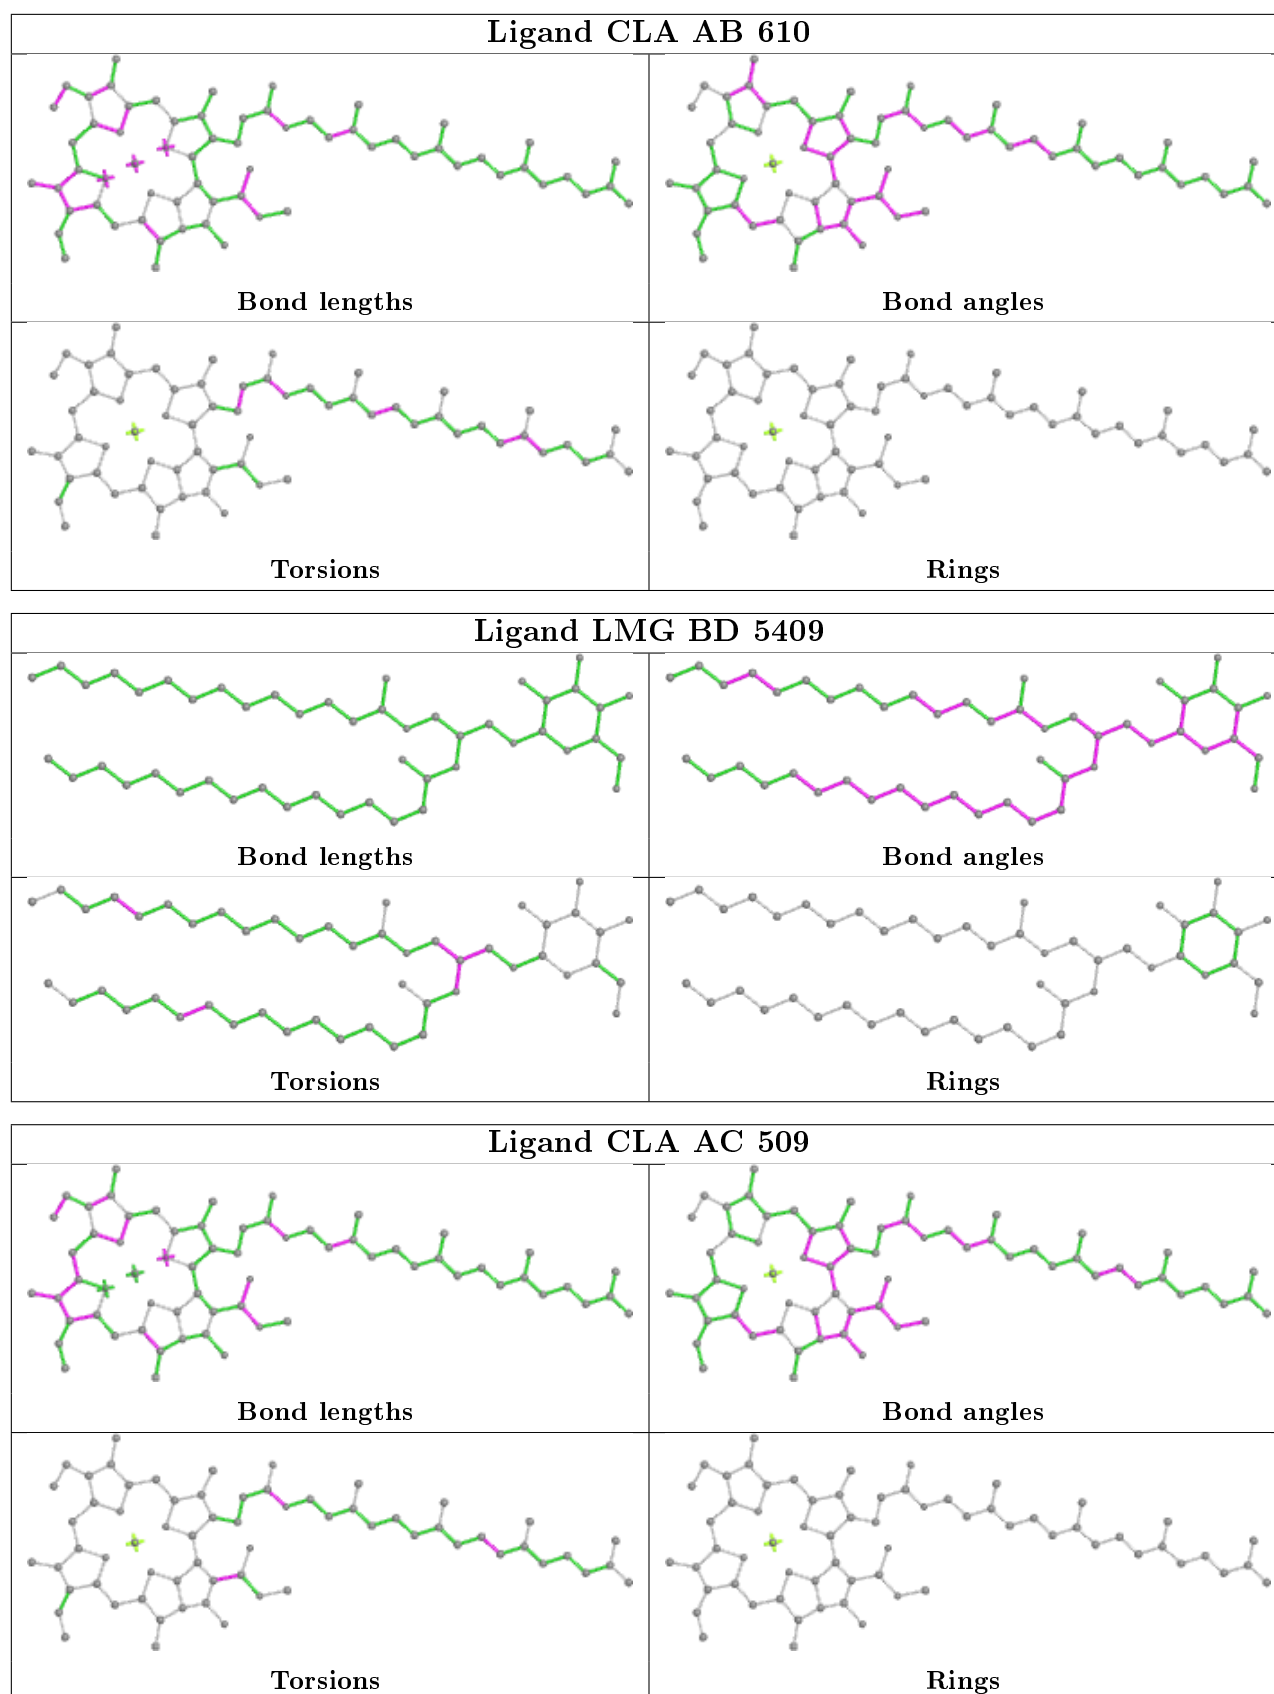 Ligand CLA AB 610
Bond lengths
Bond angles
Torsions
Rings
Ligand LMG BD 5409
Bond lengths
Bond angles
Torsions
Rings
Ligand CLA AC 509
Bond lengths
Bond angles
Torsions
Rings